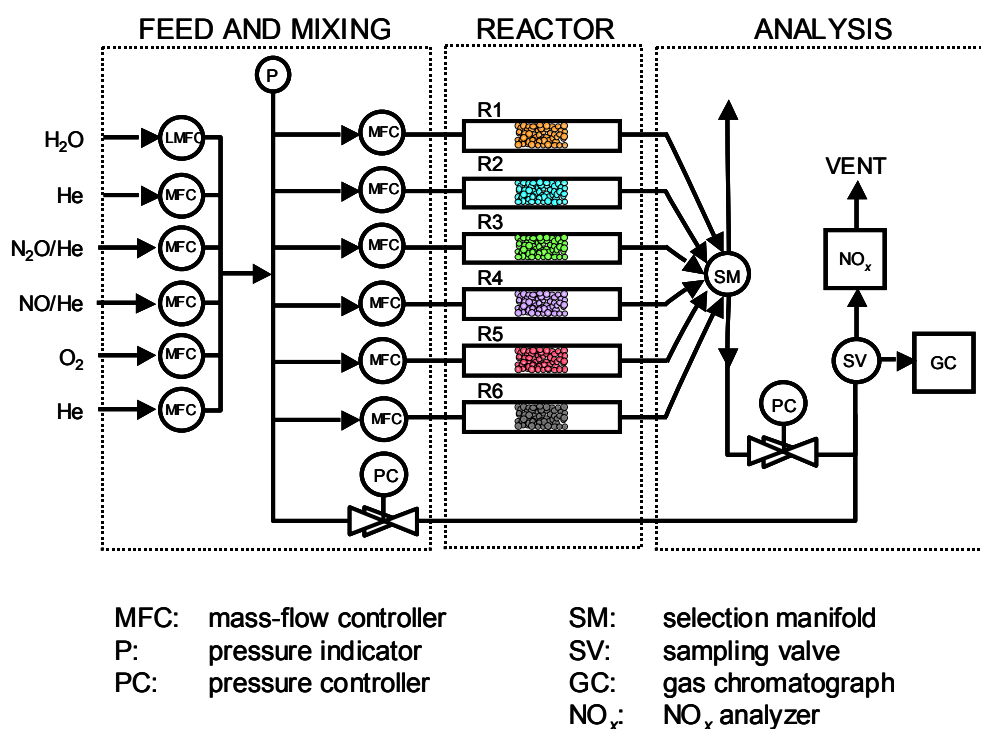 FEED AND MIXING
REACTOR
ANALYSIS
P
H₂O
LMFC
MFC
R1
He
MFC
MFC
R2
N₂O/He
MFC
MFC
R3
NO/He
MFC
MFC
R4
O₂
MFC
MFC
R5
He
MFC
MFC
R6
PC
SM
PC
VENT
NOₓ
SV
GC
MFC: mass-flow controller
P: pressure indicator
PC: pressure controller
SM: selection manifold
SV: sampling valve
GC: gas chromatograph
NOₓ: NOₓ analyzer